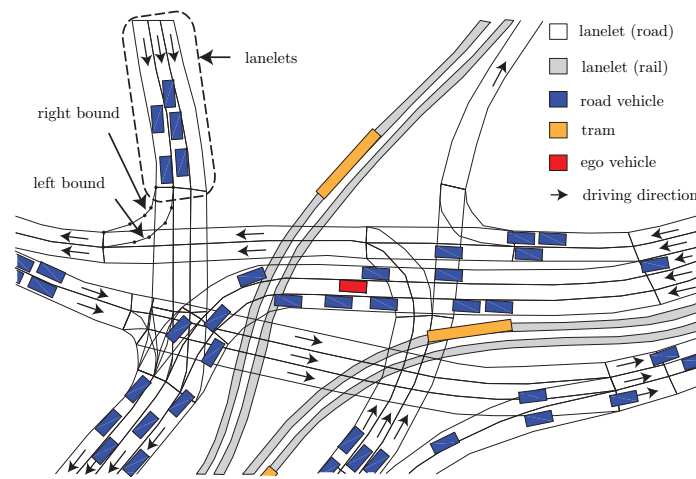 lanelets
right bound
left bound
lanelet (road)
lanelet (rail)
road vehicle
tram
ego vehicle
driving direction